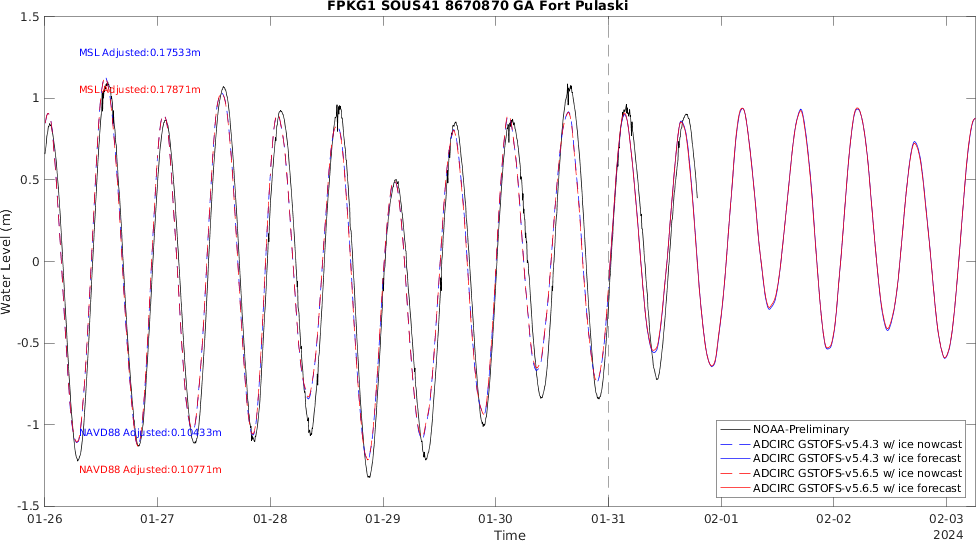 FPKG1 SOUS41 8670870 GA Fort Pulaski
1.5
1
0.5
0
-0.5
-1
-1.5
Water Level (m)
MSL Adjusted:0.17533m
MSL Adjusted:0.17871m
NAVD88 Adjusted:0.10433m
NAVD88 Adjusted:0.10771m
NOAA-Preliminary
ADCIRC GSTOFS-v5.4.3 w/ ice nowcast
ADCIRC GSTOFS-v5.4.3 w/ ice forecast
ADCIRC GSTOFS-v5.6.5 w/ ice nowcast
ADCIRC GSTOFS-v5.6.5 w/ ice forecast
01-26 01-27 01-28 01-29 01-30 01-31 02-01 02-02 02-03
Time
2024